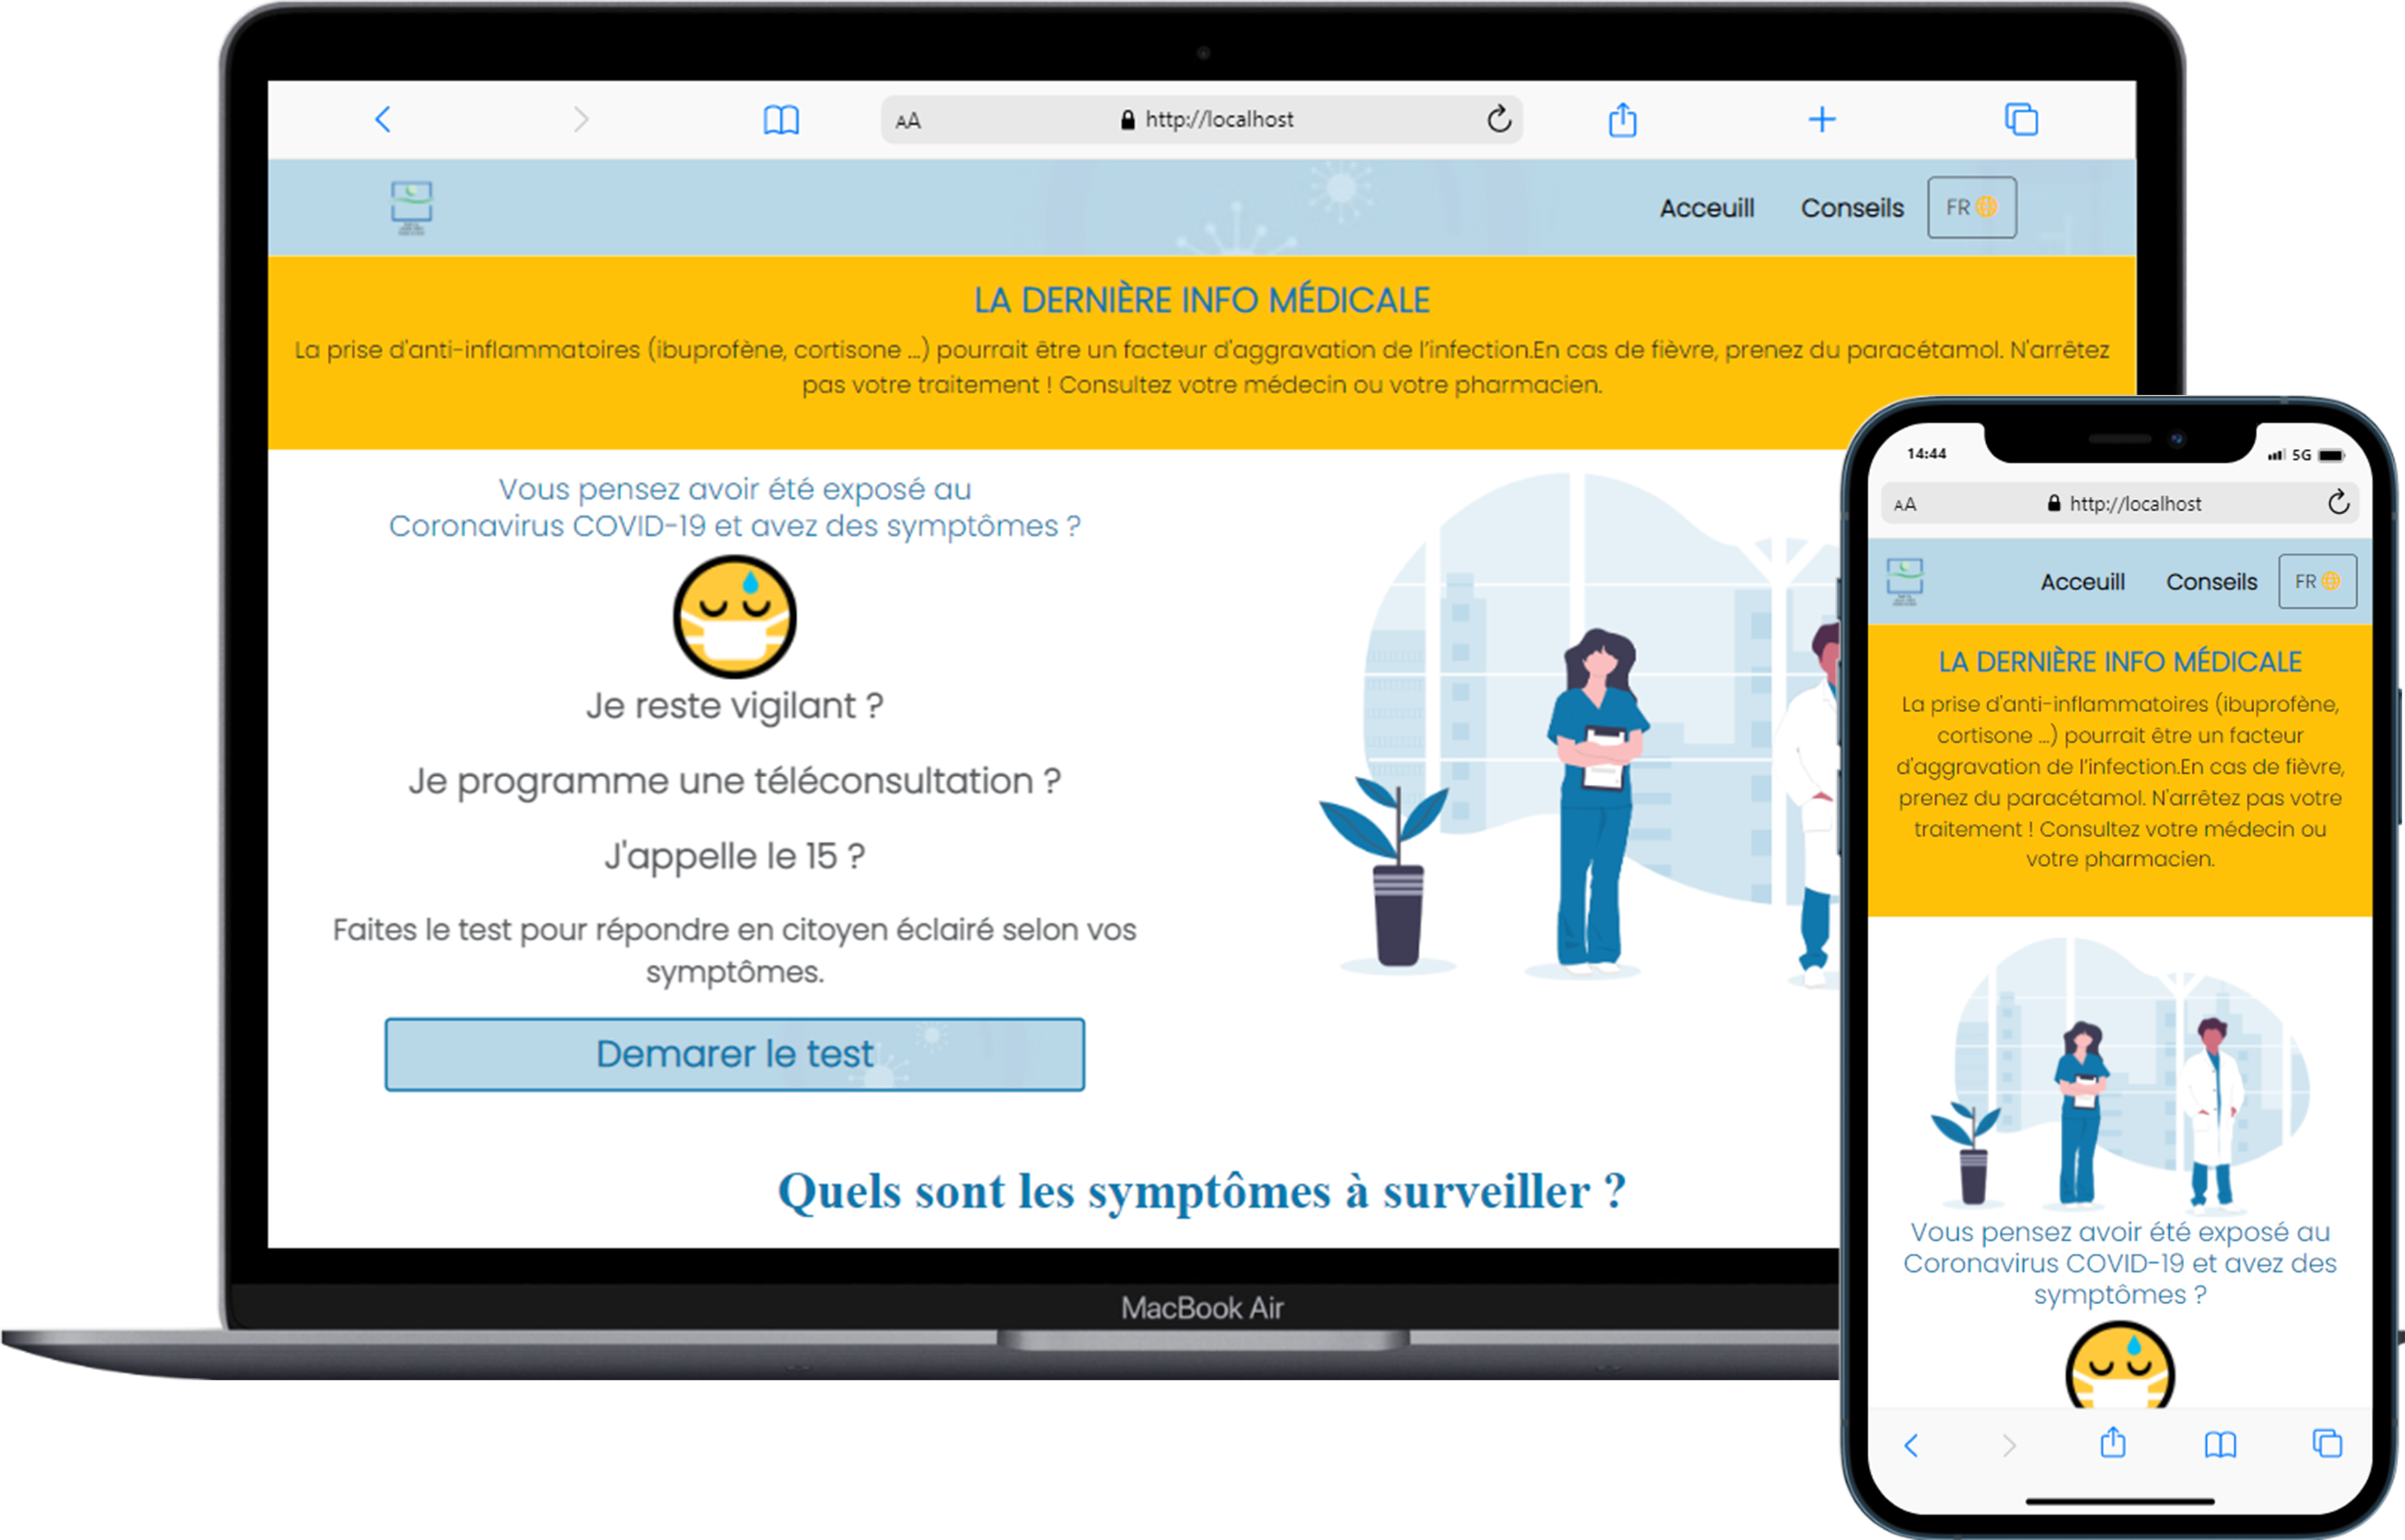 AA
http://localhost
Acceuill
Conseils
FR
LA DERNIÈRE INFO MÉDICALE
La prise d'anti-inflammatoires (ibuprofène, cortisone ...) pourrait être un facteur d'aggravation de l'infection.En cas de fièvre, prenez du paracétamol. N'arrêtez
pas votre traitement ! Consultez votre médecin ou votre pharmacien.
Vous pensez avoir été exposé au
Coronavirus COVID-19 et avez des symptômes ?
Je reste vigilant ?
Je programme une téléconsultation ?
J'appelle le 15 ?
Faites le test pour répondre en citoyen éclairé selon vos
symptômes.
Demarer le test
Quels sont les symptômes à surveiller ?
MacBook Air
14:44
5G
AA
http://localhost
Acceuill
Conseils
FR
LA DERNIÈRE INFO MÉDICALE
La prise d'anti-inflammatoires (ibuprofène,
cortisone ...) pourrait être un facteur
d'aggravation de l'infection.En cas de fièvre,
prenez du paracétamol. N'arrêtez pas votre
traitement ! Consultez votre médecin ou
votre pharmacien.
Vous pensez avoir été exposé au
Coronavirus COVID-19 et avez des
symptômes ?